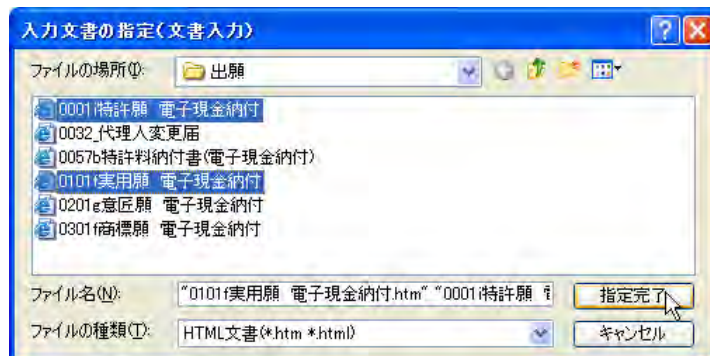 入力文書の指定(文書入力)
ファイルの場所(I): 出願
0001i特許願 電子現金納付
0032_代理人変更届
0057b特許料納付書(電子現金納付)
0101f実用願 電子現金納付
0201g意匠願 電子現金納付
0301f商標願 電子現金納付
ファイル名(N): "0101f実用願 電子現金納付.htm" "0001i特許願 指定完了
ファイルの種類(T): HTML文書(*.htm *.html) キャンセル